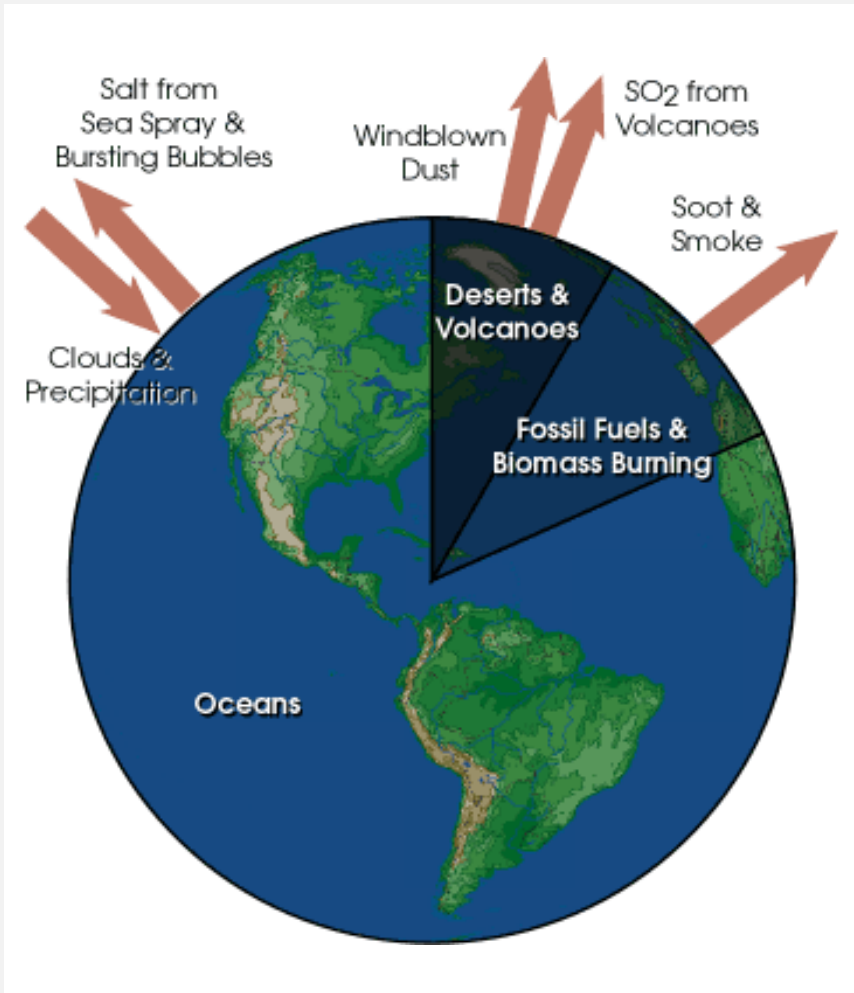 Salt from
Sea Spray &
Bursting Bubbles
Windblown
Dust
SO2 from
Volcanoes
Soot &
Smoke
Clouds &
Precipitation
Deserts &
Volcanoes
Fossil Fuels &
Biomass Burning
Oceans